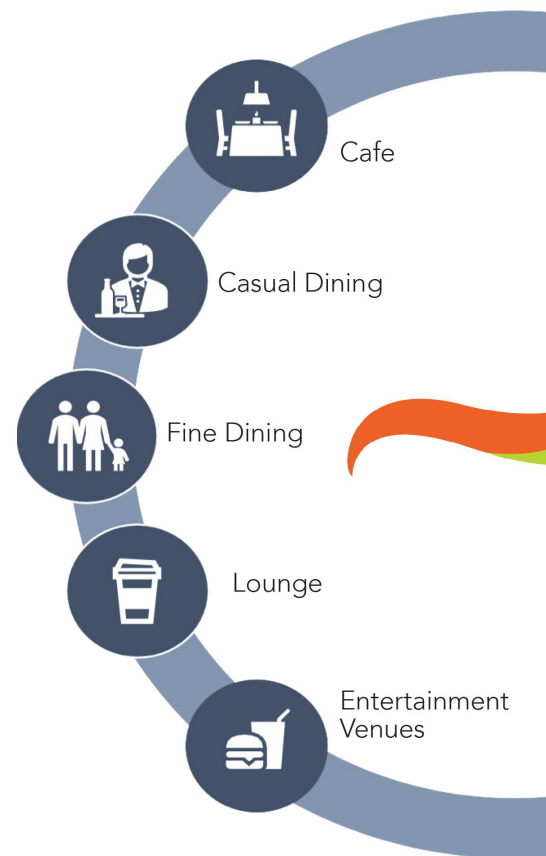 Cafe
Casual Dining
Fine Dining
Lounge
Entertainment
Venues